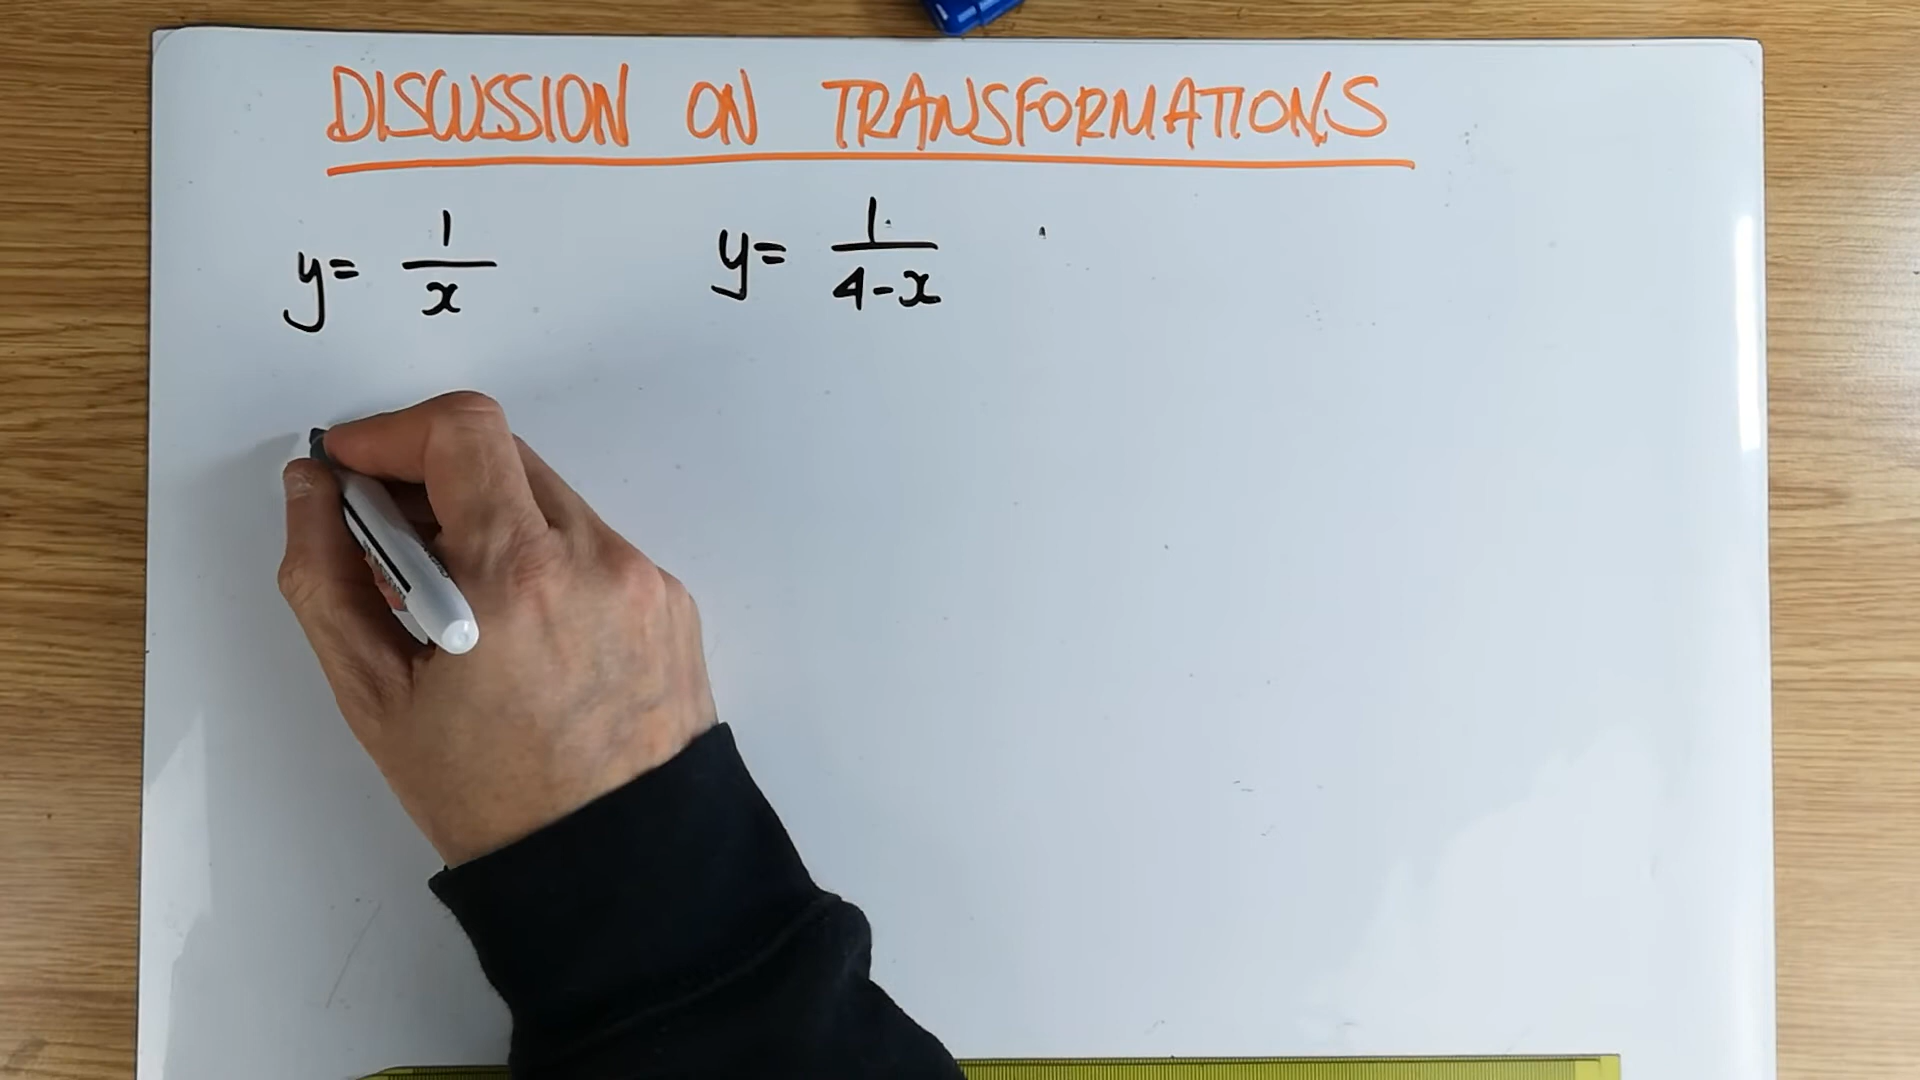 DISCUSSION ON TRANSFORMATIONS
y = 1/x y = 1/(4-x)